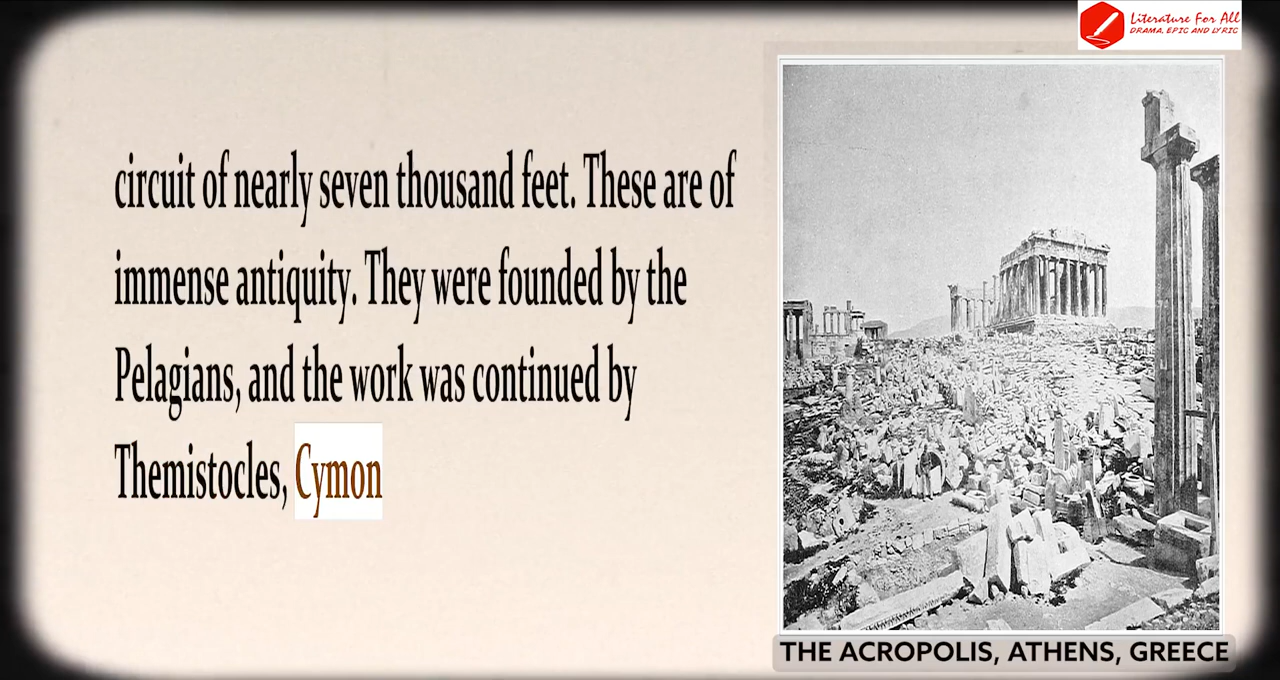 Literature For All
DRAMA, EPIC AND LYRIC
circuit of nearly seven thousand feet. These are of
immense antiquity. They were founded by the
Pelagians, and the work was continued by
Themistocles, Cymon
THE ACROPOLIS, ATHENS, GREECE